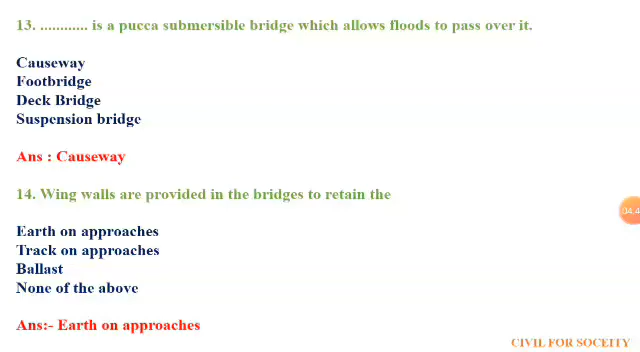 13. ............ is a pucca submersible bridge which allows floods to pass over it.
Causeway
Footbridge
Deck Bridge
Suspension bridge
Ans : Causeway
14. Wing walls are provided in the bridges to retain the
Earth on approaches
Track on approaches
Ballast
None of the above
Ans:- Earth on approaches
CIVIL FOR SOCEITY